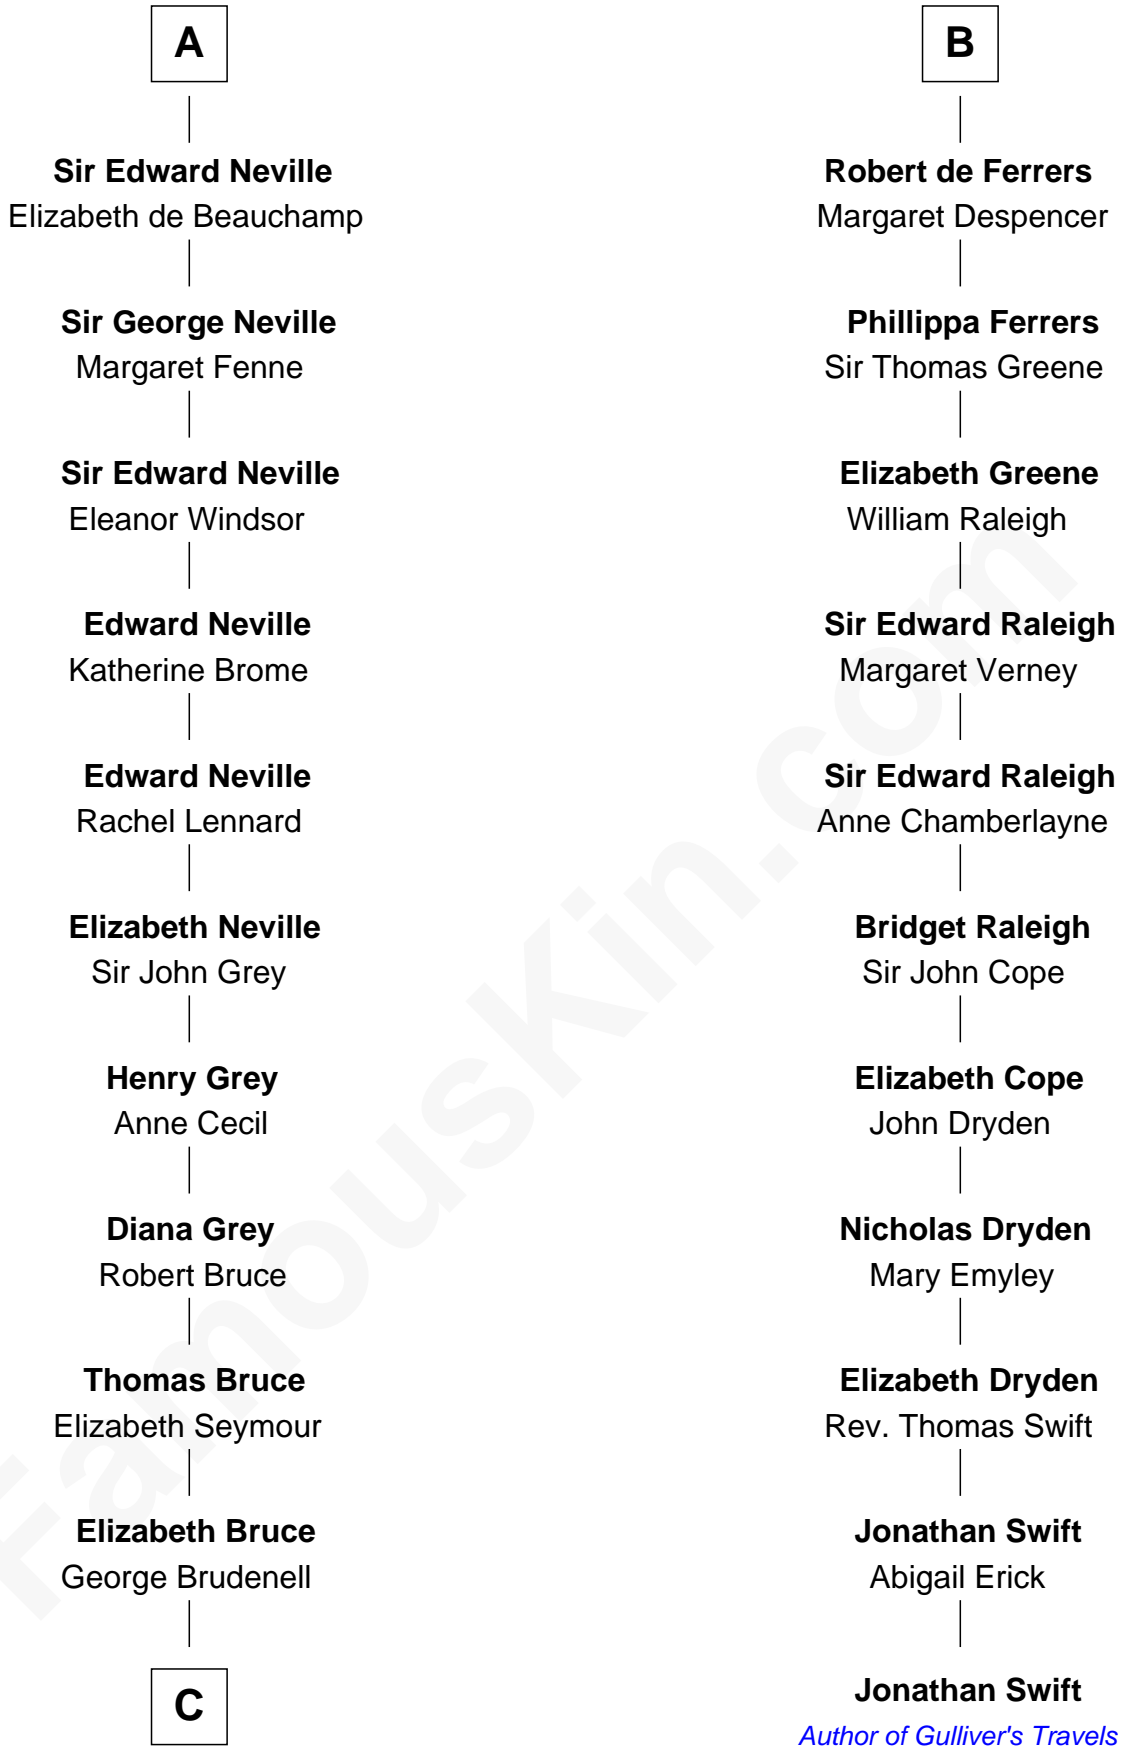 A
Sir Edward Neville
Elizabeth de Beauchamp
Sir George Neville
Margaret Fenne
Sir Edward Neville
Eleanor Windsor
Edward Neville
Katherine Brome
Edward Neville
Rachel Lennard
Elizabeth Neville
Sir John Grey
Henry Grey
Anne Cecil
Diana Grey
Robert Bruce
Thomas Bruce
Elizabeth Seymour
Elizabeth Bruce
George Brudenell
C
B
Robert de Ferrers
Margaret Despencer
Phillippa Ferrers
Sir Thomas Greene
Elizabeth Greene
William Raleigh
Sir Edward Raleigh
Margaret Verney
Sir Edward Raleigh
Anne Chamberlayne
Bridget Raleigh
Sir John Cope
Elizabeth Cope
John Dryden
Nicholas Dryden
Mary Emyley
Elizabeth Dryden
Rev. Thomas Swift
Jonathan Swift
Abigail Erick
Jonathan Swift
Author of Gulliver's Travels
FamousKin.com